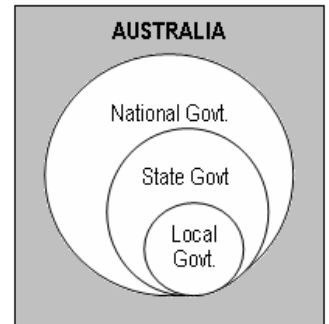 AUSTRALIA
National Govt.
State Govt
Local
Govt.